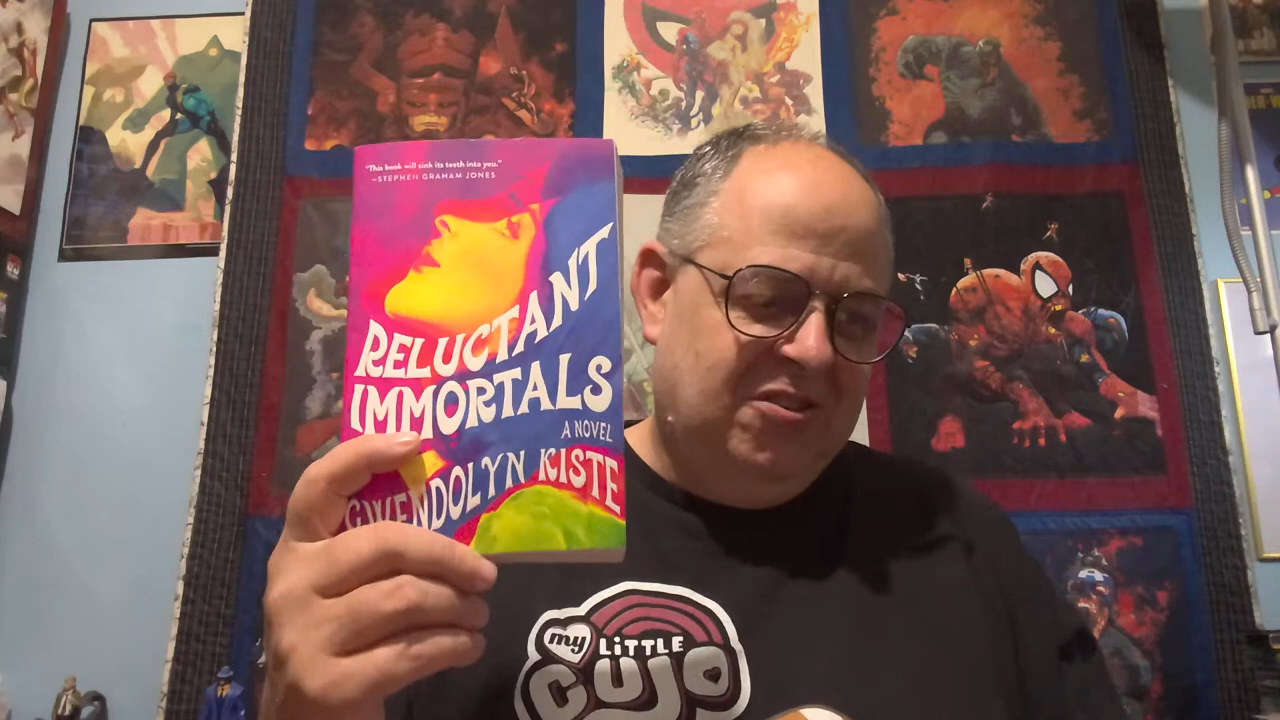 "This book will sink its teeth into you."
—STEPHEN GRAHAM JONES
RELUCTANT
IMMORTALS
A NOVEL
GWENDOLYN KISTE
my
LiTTLE
CUJO